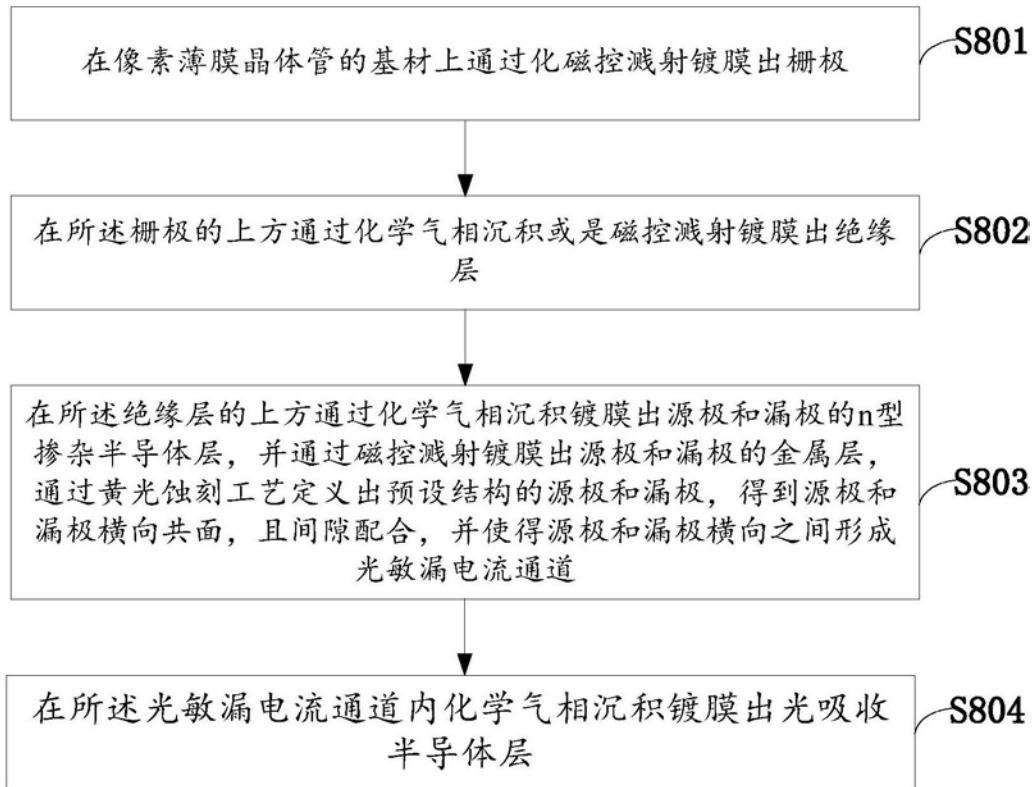 在像素薄膜晶体管的基材上通过化磁控溅射镀膜出栅极
S801
在所述栅极的上方通过化学气相沉积或是磁控溅射镀膜出绝缘
层
S802
在所述绝缘层的上方通过化学气相沉积镀膜出源极和漏极的n型
掺杂半导体层，并通过磁控溅射镀膜出源极和漏极的金属层，
通过黄光蚀刻工艺定义出预设结构的源极和漏极，得到源极和
漏极横向共面，且间隙配合，并使得源极和漏极横向之间形成
光敏漏电流通道
S803
在所述光敏漏电流通道内化学气相沉积镀膜出光吸收
半导体层
S804